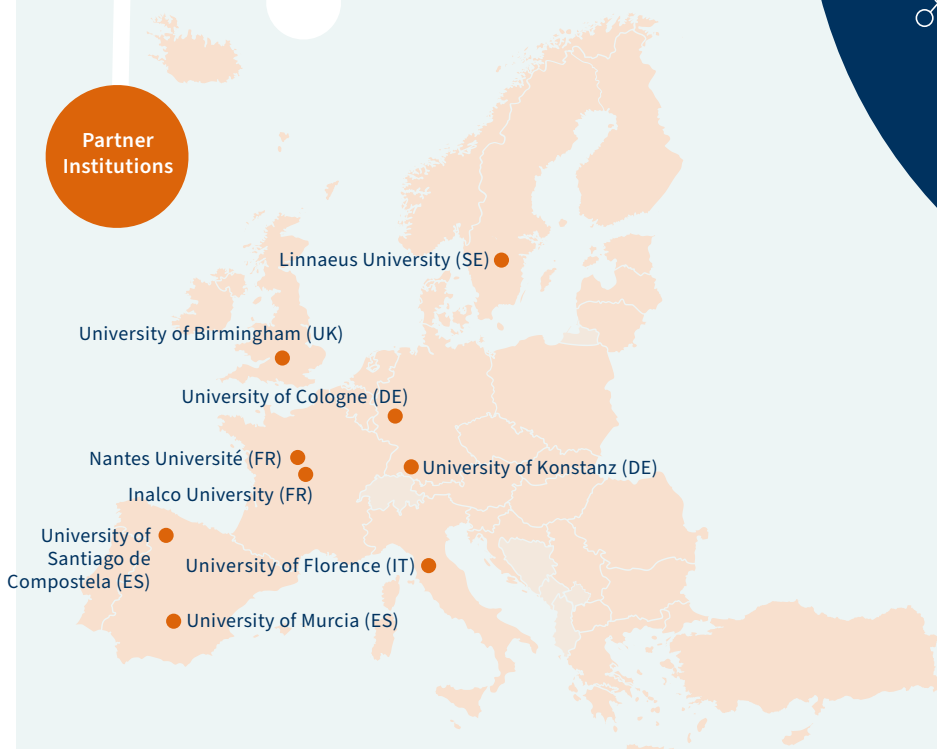 Partner
Institutions
Linnaeus University (SE)
University of Birmingham (UK)
University of Cologne (DE)
Nantes Université (FR)
University of Konstanz (DE)
Inalco University (FR)
University of
Santiago de
Compostela (ES)
University of Florence (IT)
University of Murcia (ES)